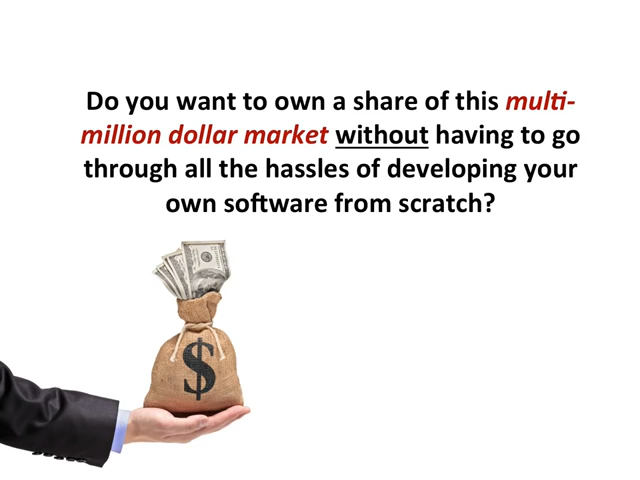 Do you want to own a share of this multi-
million dollar market without having to go
through all the hassles of developing your
own software from scratch?
$